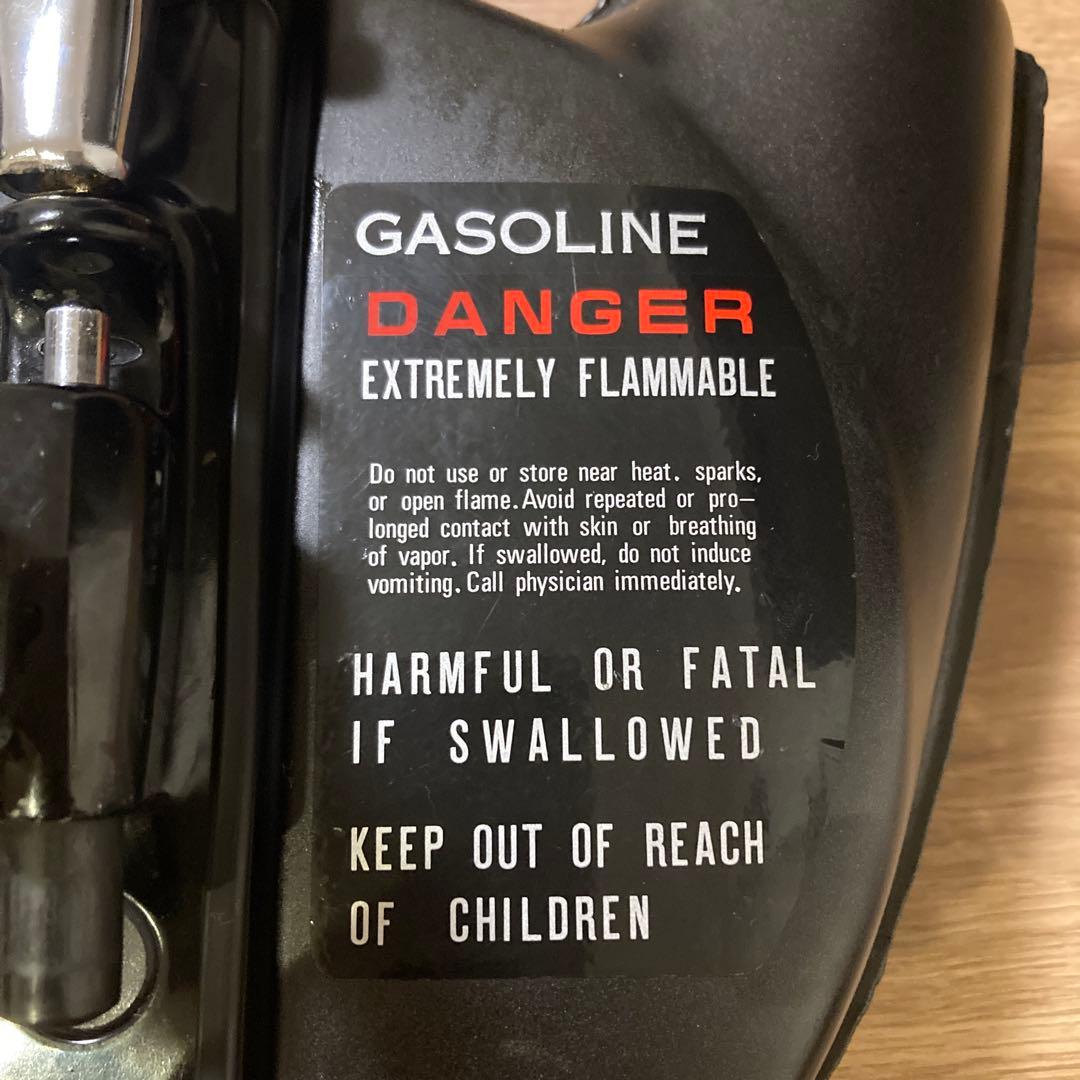 GASOLINE
DANGER
EXTREMELY FLAMMABLE
Do not use or store near heat. sparks,
or open flame. Avoid repeated or pro-
longed contact with skin or breathing
of vapor. If swallowed, do not induce
vomiting. Call physician immediately.
HARMFUL OR FATAL
IF SWALLOWED
KEEP OUT OF REACH
OF CHILDREN